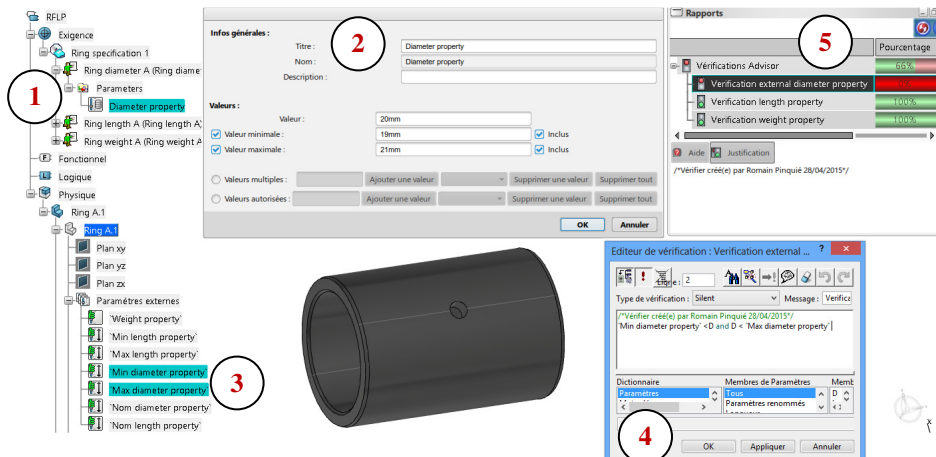 RFLP
Exigence
Ring specification 1
Ring diameter A (Ring diame
Parameters
1
Diameter property
Ring length A (Ring length A
Ring weight A (Ring weight A
Fonctionnel
Logique
Physique
Ring A.1
Ring A.1
Plan xy
Plan yz
Plan zx
Paramètres externes
`Weight property`
`Min length property`
`Max length property`
`Min diameter property`
`Max diameter property`
3
`Nom diameter property`
`Nom length property`
Infos générales :
2
Titre : Diameter property
Nom : Diameter property
Description :
Valeurs :
Valeur : 20mm
Valeur minimale : 19mm Inclus
Valeur maximale : 21mm Inclus
Valeurs multiples : Ajouter une valeur Supprimer une valeur Supprimer tout
Valeurs autorisées : Ajouter une valeur Supprimer une valeur Supprimer tout
OK Annuler
Rapports
5
Pourcentage
Vérifications Advisor 66%
Verification external diameter property 0%
Verification length property 100%
Verification weight property 100%
Aide Justification
/*Vérifier créé(e) par Romain Pinquié 28/04/2015*/
Editeur de vérification : Verification external ... ?
Ligne : 2
Type de vérification : Silent Message : Verifica
/*Vérifier créé(e) par Romain Pinquié 28/04/2015*/
`Min diameter property` <D and D < `Max diameter property`
Dictionnaire Membres de Paramètres Memb
Paramètres Tous D
Paramètres renommés
4
OK Appliquer Annuler
x